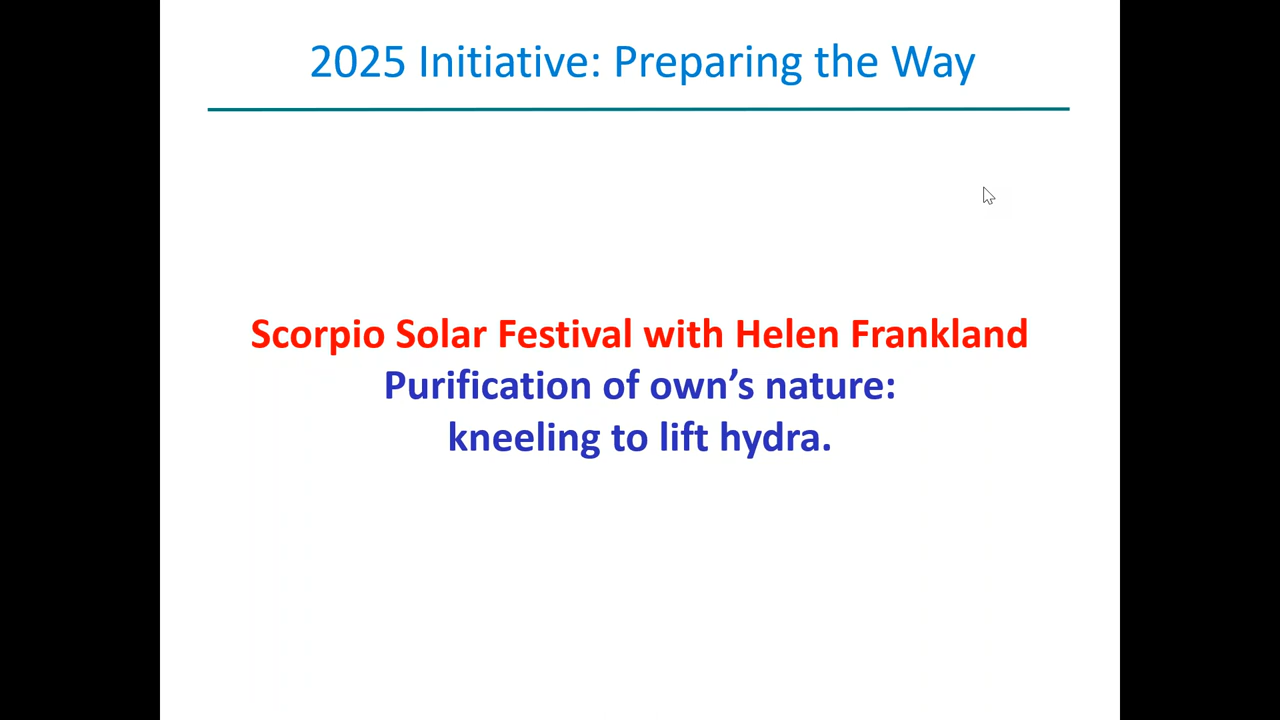 2025 Initiative: Preparing the Way
Scorpio Solar Festival with Helen Frankland
Purification of own’s nature:
kneeling to lift hydra.